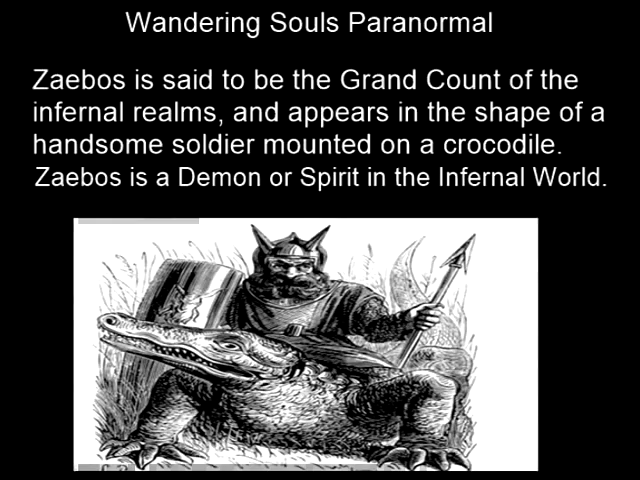 Wandering Souls Paranormal
Zaebos is said to be the Grand Count of the
infernal realms, and appears in the shape of a
handsome soldier mounted on a crocodile.
Zaebos is a Demon or Spirit in the Infernal World.